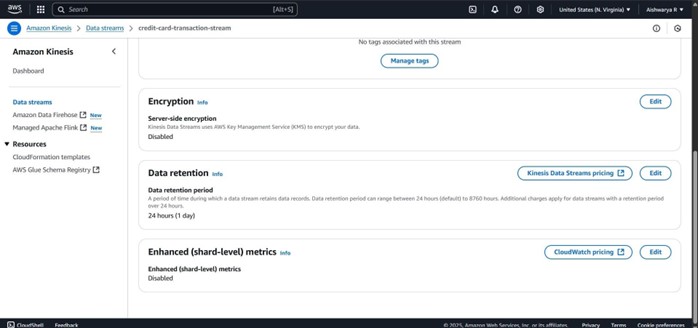 aws
Search [Alt+S] United States (N. Virginia) Aishwarya R
Amazon Kinesis > Data streams > credit-card-transaction-stream
Amazon Kinesis
Dashboard
Data streams
Amazon Data Firehose New
Managed Apache Flink New
Resources
CloudFormation templates
AWS Glue Schema Registry
No tags associated with this stream
Manage tags
Encryption Info Edit
Server-side encryption
Kinesis Data Streams uses AWS Key Management Service (KMS) to encrypt your data.
Disabled
Data retention Info Kinesis Data Streams pricing Edit
Data retention period
A period of time during which a data stream retains data records. Data retention period can range between 24 hours (default) to 8760 hours. Additional charges apply for data streams with a retention period
over 24 hours.
24 hours (1 day)
Enhanced (shard-level) metrics Info CloudWatch pricing Edit
Enhanced (shard-level) metrics
Disabled
CloudShell Feedback © 2025, Amazon Web Services, Inc. or its affiliates. Privacy Terms Cookie preferences